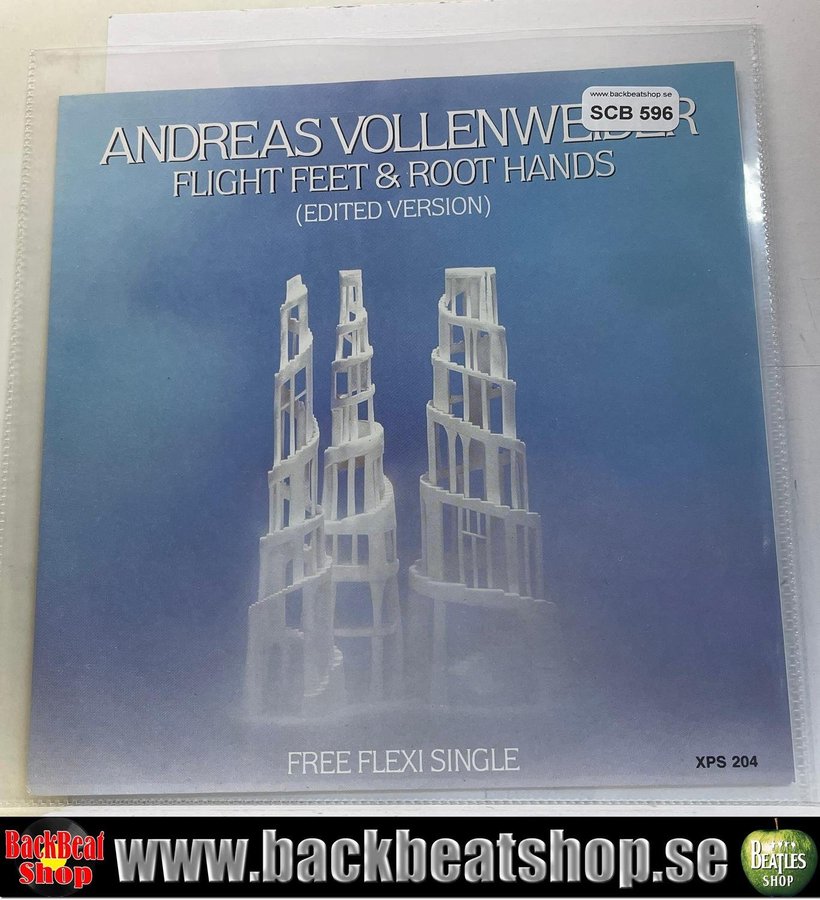 www.backbeatshop.se
SCB 596
ANDREAS VOLLENWEIDER
FLIGHT FEET & ROOT HANDS
(EDITED VERSION)
FREE FLEXI SINGLE
XPS 204
BackBeat
Shop
www.backbeatshop.se
BEATLES
SHOP